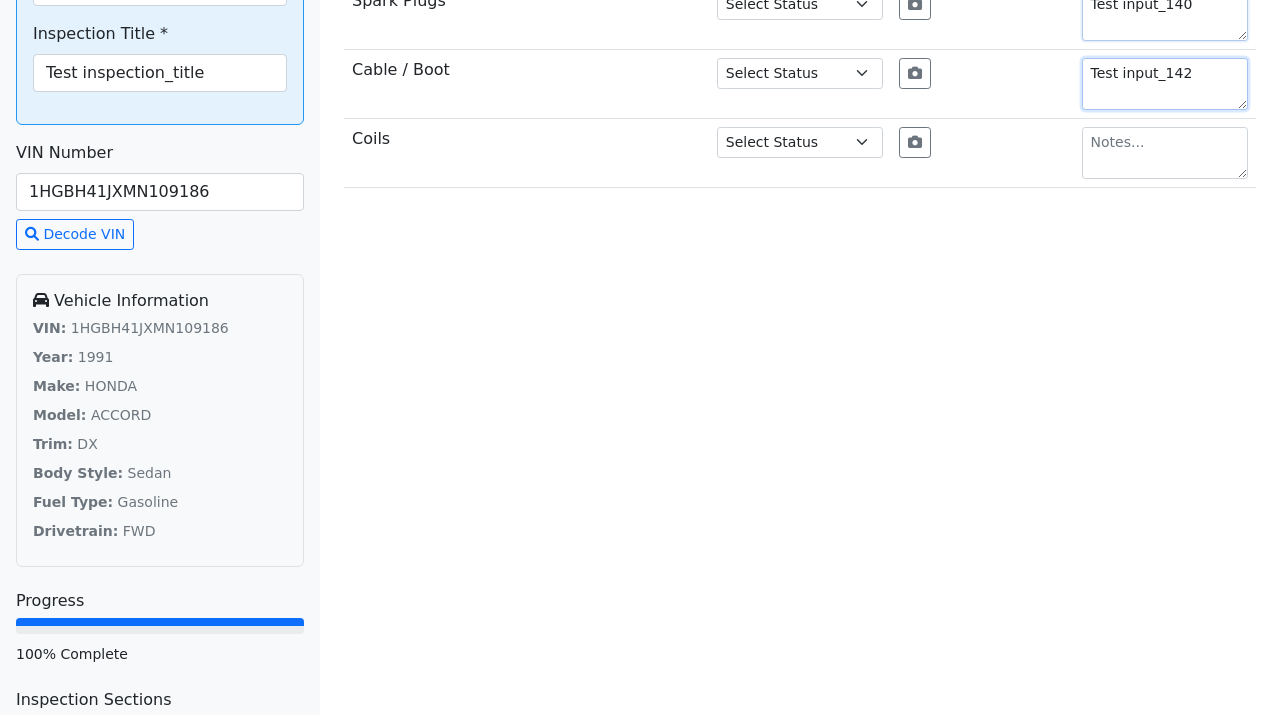 Inspection Title *
Test inspection_title
VIN Number
1HGBH41JXMN109186
Decode VIN
Vehicle Information
VIN: 1HGBH41JXMN109186
Year: 1991
Make: HONDA
Model: ACCORD
Trim: DX
Body Style: Sedan
Fuel Type: Gasoline
Drivetrain: FWD
Progress
100% Complete
Inspection Sections
Spark Plugs Select Status Test input_140
Cable / Boot Select Status Test input_142
Coils Select Status Notes...